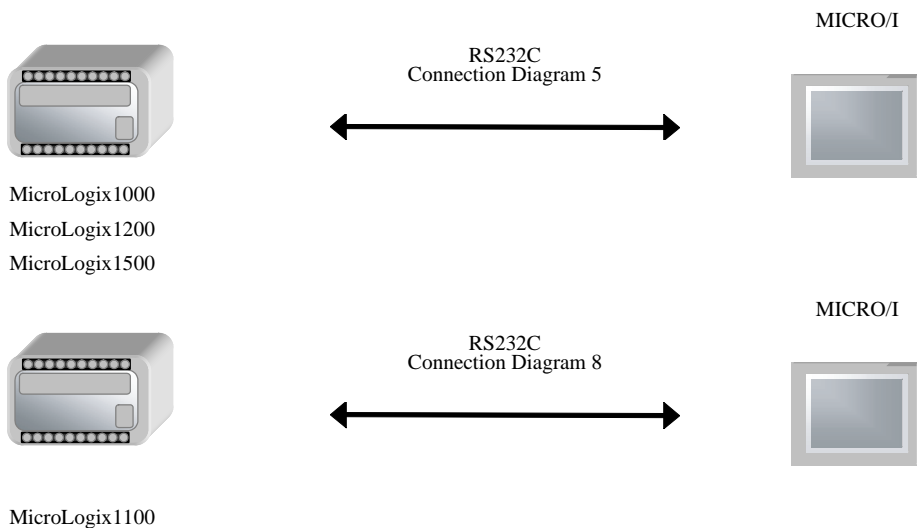 MICRO/I
RS232C
Connection Diagram 5
MicroLogix1000
MicroLogix1200
MicroLogix1500
MICRO/I
RS232C
Connection Diagram 8
MicroLogix1100